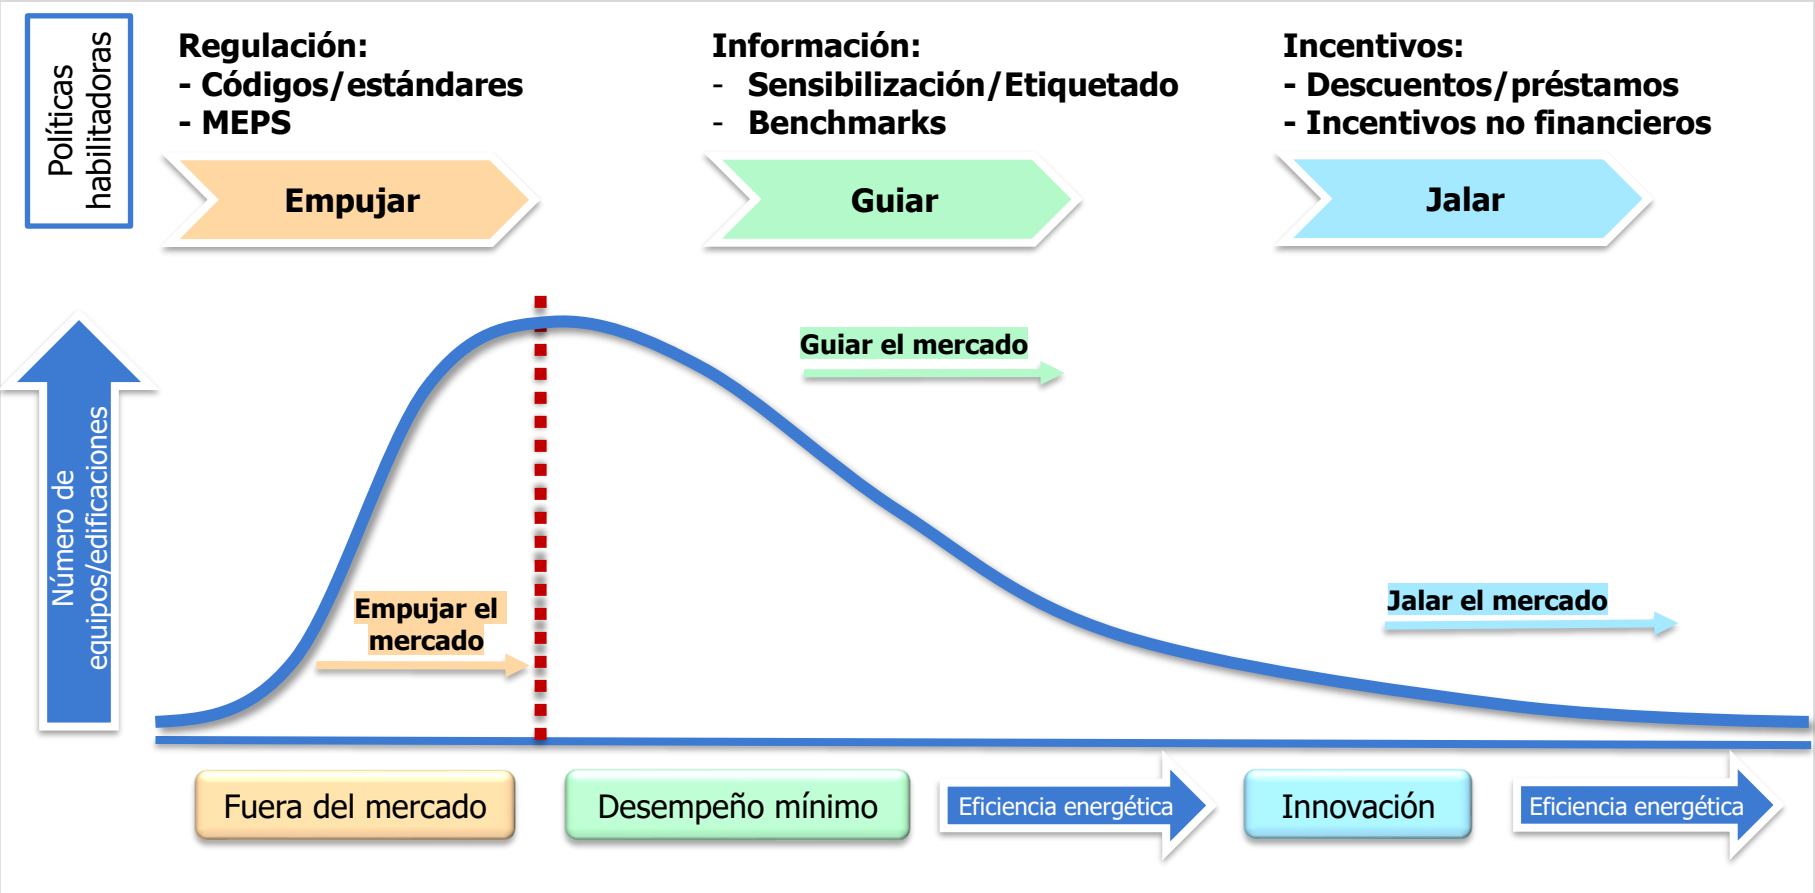 Políticas
habilitadoras
Regulación:
- Códigos/estándares
- MEPS
Información:
- Sensibilización/Etiquetado
- Benchmarks
Incentivos:
- Descuentos/préstamos
- Incentivos no financieros
Empujar
Guiar
Jalar
Número de
equipos/edificaciones
Guiar el mercado
Empujar el
mercado
Jalar el mercado
Fuera del mercado
Desempeño mínimo
Eficiencia energética
Innovación
Eficiencia energética